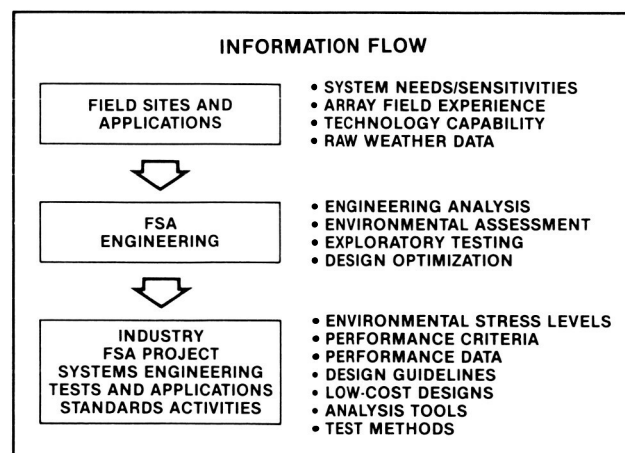 INFORMATION FLOW
FIELD SITES AND
APPLICATIONS
• SYSTEM NEEDS/SENSITIVITIES
• ARRAY FIELD EXPERIENCE
• TECHNOLOGY CAPABILITY
• RAW WEATHER DATA
FSA
ENGINEERING
• ENGINEERING ANALYSIS
• ENVIRONMENTAL ASSESSMENT
• EXPLORATORY TESTING
• DESIGN OPTIMIZATION
INDUSTRY
FSA PROJECT
SYSTEMS ENGINEERING
TESTS AND APPLICATIONS
STANDARDS ACTIVITIES
• ENVIRONMENTAL STRESS LEVELS
• PERFORMANCE CRITERIA
• PERFORMANCE DATA
• DESIGN GUIDELINES
• LOW-COST DESIGNS
• ANALYSIS TOOLS
• TEST METHODS